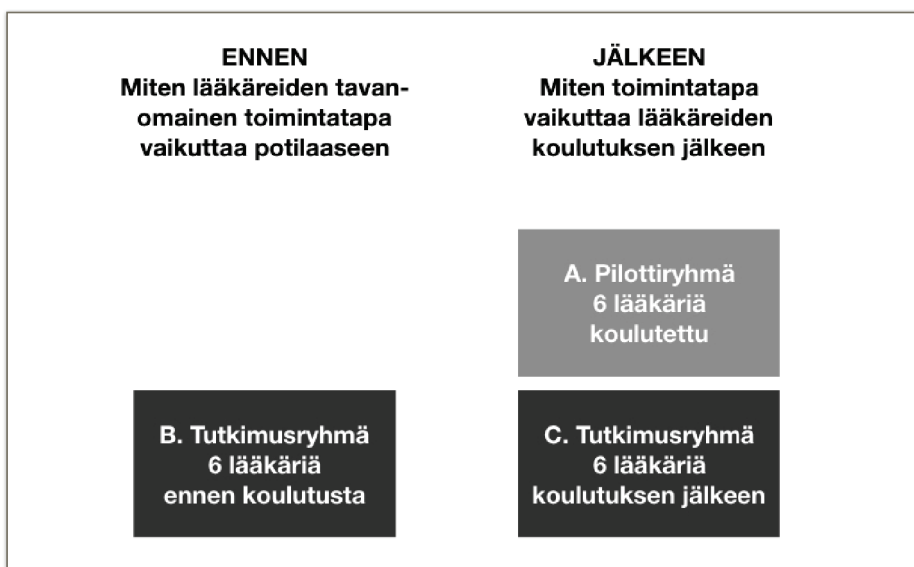 ENNEN
Miten lääkäreiden tavan-
omainen toimintatapa
vaikuttaa potilaaseen
JÄLKEEN
Miten toimintatapa
vaikuttaa lääkäreiden
koulutuksen jälkeen
A. Pilottiryhmä
6 lääkäriä
koulutettu
B. Tutkimusryhmä
6 lääkäriä
ennen koulutusta
C. Tutkimusryhmä
6 lääkäriä
koulutuksen jälkeen